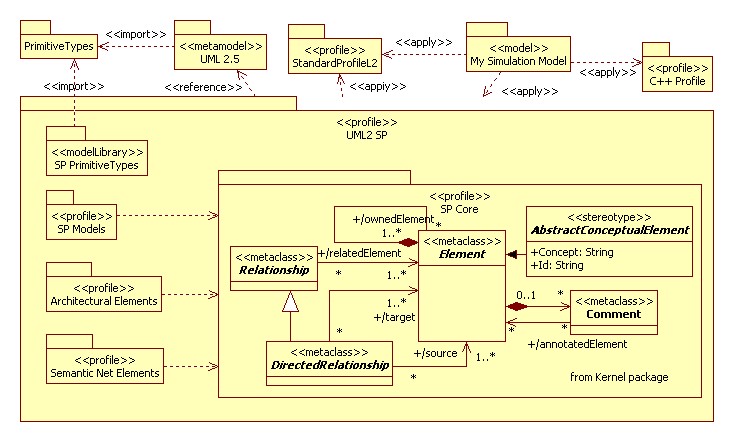 PrimitiveTypes
<<import>>
<<metamodel>>
UML 2.5
<<profile>>
StandardProfileL2
<<apply>>
<<model>>
My Simulation Model
<<apply>>
<<profile>>
C++ Profile
<<import>>
<<reference>>
<<apply>>
<<apply>>
<<profile>>
UML2 SP
<<modelLibrary>>
SP PrimitiveTypes
<<profile>>
SP Models
<<profile>>
Architectural Elements
<<profile>>
Semantic Net Elements
<<profile>>
SP Core
+/ownedElement
*
1..*
<<metaclass>>
Element
<<stereotype>>
AbstractConceptualElement
+Concept: String
+Id: String
<<metaclass>>
Relationship
+/relatedElement
*
1..*
1..*
+/target
*
0..1
*
<<metaclass>>
Comment
*
*
+/annotatedElement
<<metaclass>>
DirectedRelationship
+/source
1..*
*
from Kernel package